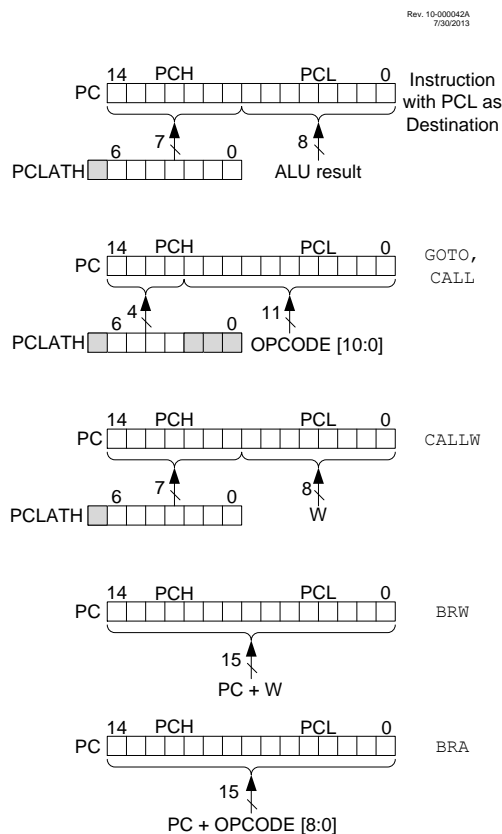 Rev. 10-000042A
7/30/2013
14 PCH PCL 0
PC
Instruction
with PCL as
Destination
6 7 0 8
PCLATH
ALU result
14 PCH PCL 0
PC
GOTO,
CALL
6 4 0 11
PCLATH
OPCODE [10:0]
14 PCH PCL 0
PC
CALLW
6 7 0 8
PCLATH
W
14 PCH PCL 0
PC
BRW
15
PC + W
14 PCH PCL 0
PC
BRA
15
PC + OPCODE [8:0]